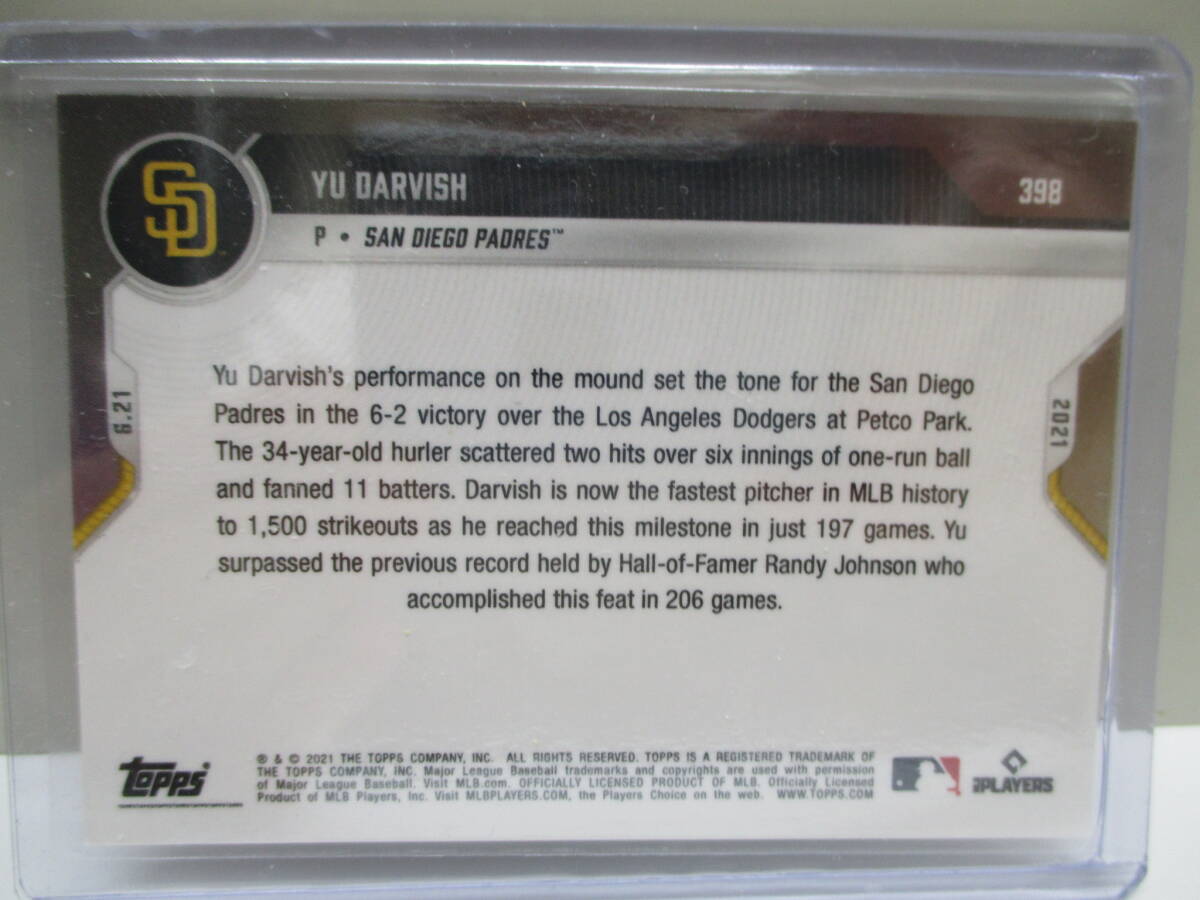 SD
YU DARVISH
398
P • SAN DIEGO PADRES™
6.21
2021
Yu Darvish's performance on the mound set the tone for the San Diego
Padres in the 6-2 victory over the Los Angeles Dodgers at Petco Park.
The 34-year-old hurler scattered two hits over six innings of one-run ball
and fanned 11 batters. Darvish is now the fastest pitcher in MLB history
to 1,500 strikeouts as he reached this milestone in just 197 games. Yu
surpassed the previous record held by Hall-of-Famer Randy Johnson who
accomplished this feat in 206 games.
topps
® & © 2021 THE TOPPS COMPANY, INC. ALL RIGHTS RESERVED. TOPPS IS A REGISTERED TRADEMARK OF
THE TOPPS COMPANY, INC. Major League Baseball trademarks and copyrights are used with permission
of Major League Baseball. Visit MLB.com. OFFICIALLY LICENSED PRODUCT OF MLB. Officially Licensed
Product of MLB Players, Inc. Visit MLBPLAYERS.COM, the Players Choice on the web. WWW.TOPPS.COM
PLAYERS